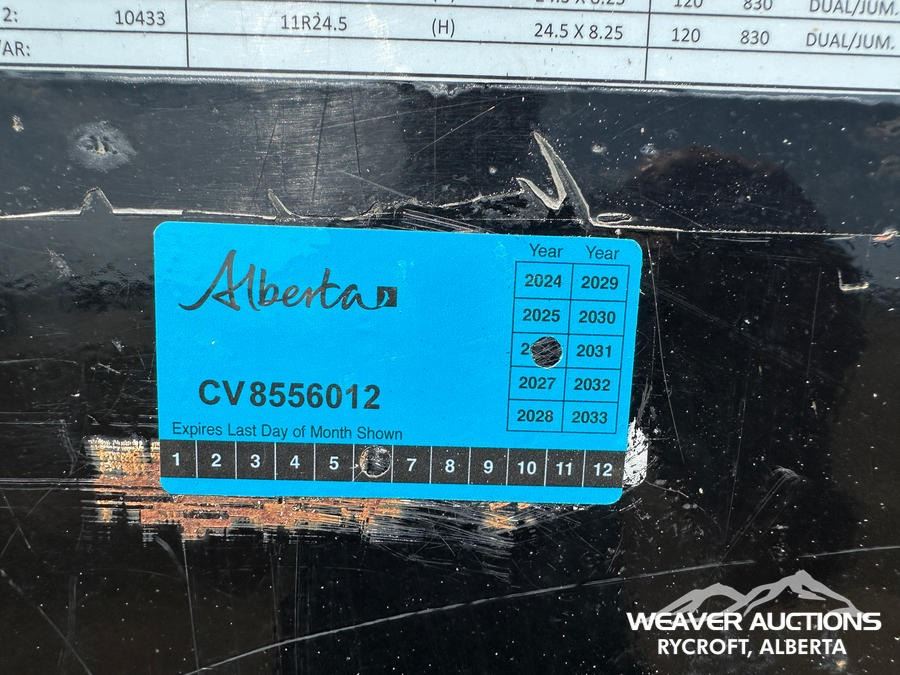 24.5 X 8.25 120 830 DUAL/JUM.
2: 10433 11R24.5 (H) 24.5 X 8.25 120 830 DUAL/JUM.
AR:
Alberta
Year Year
2024 2029
2025 2030
2031
2027 2032
2028 2033
CV8556012
Expires Last Day of Month Shown
1 2 3 4 5 7 8 9 10 11 12
WEAVER AUCTIONS
RYCROFT, ALBERTA